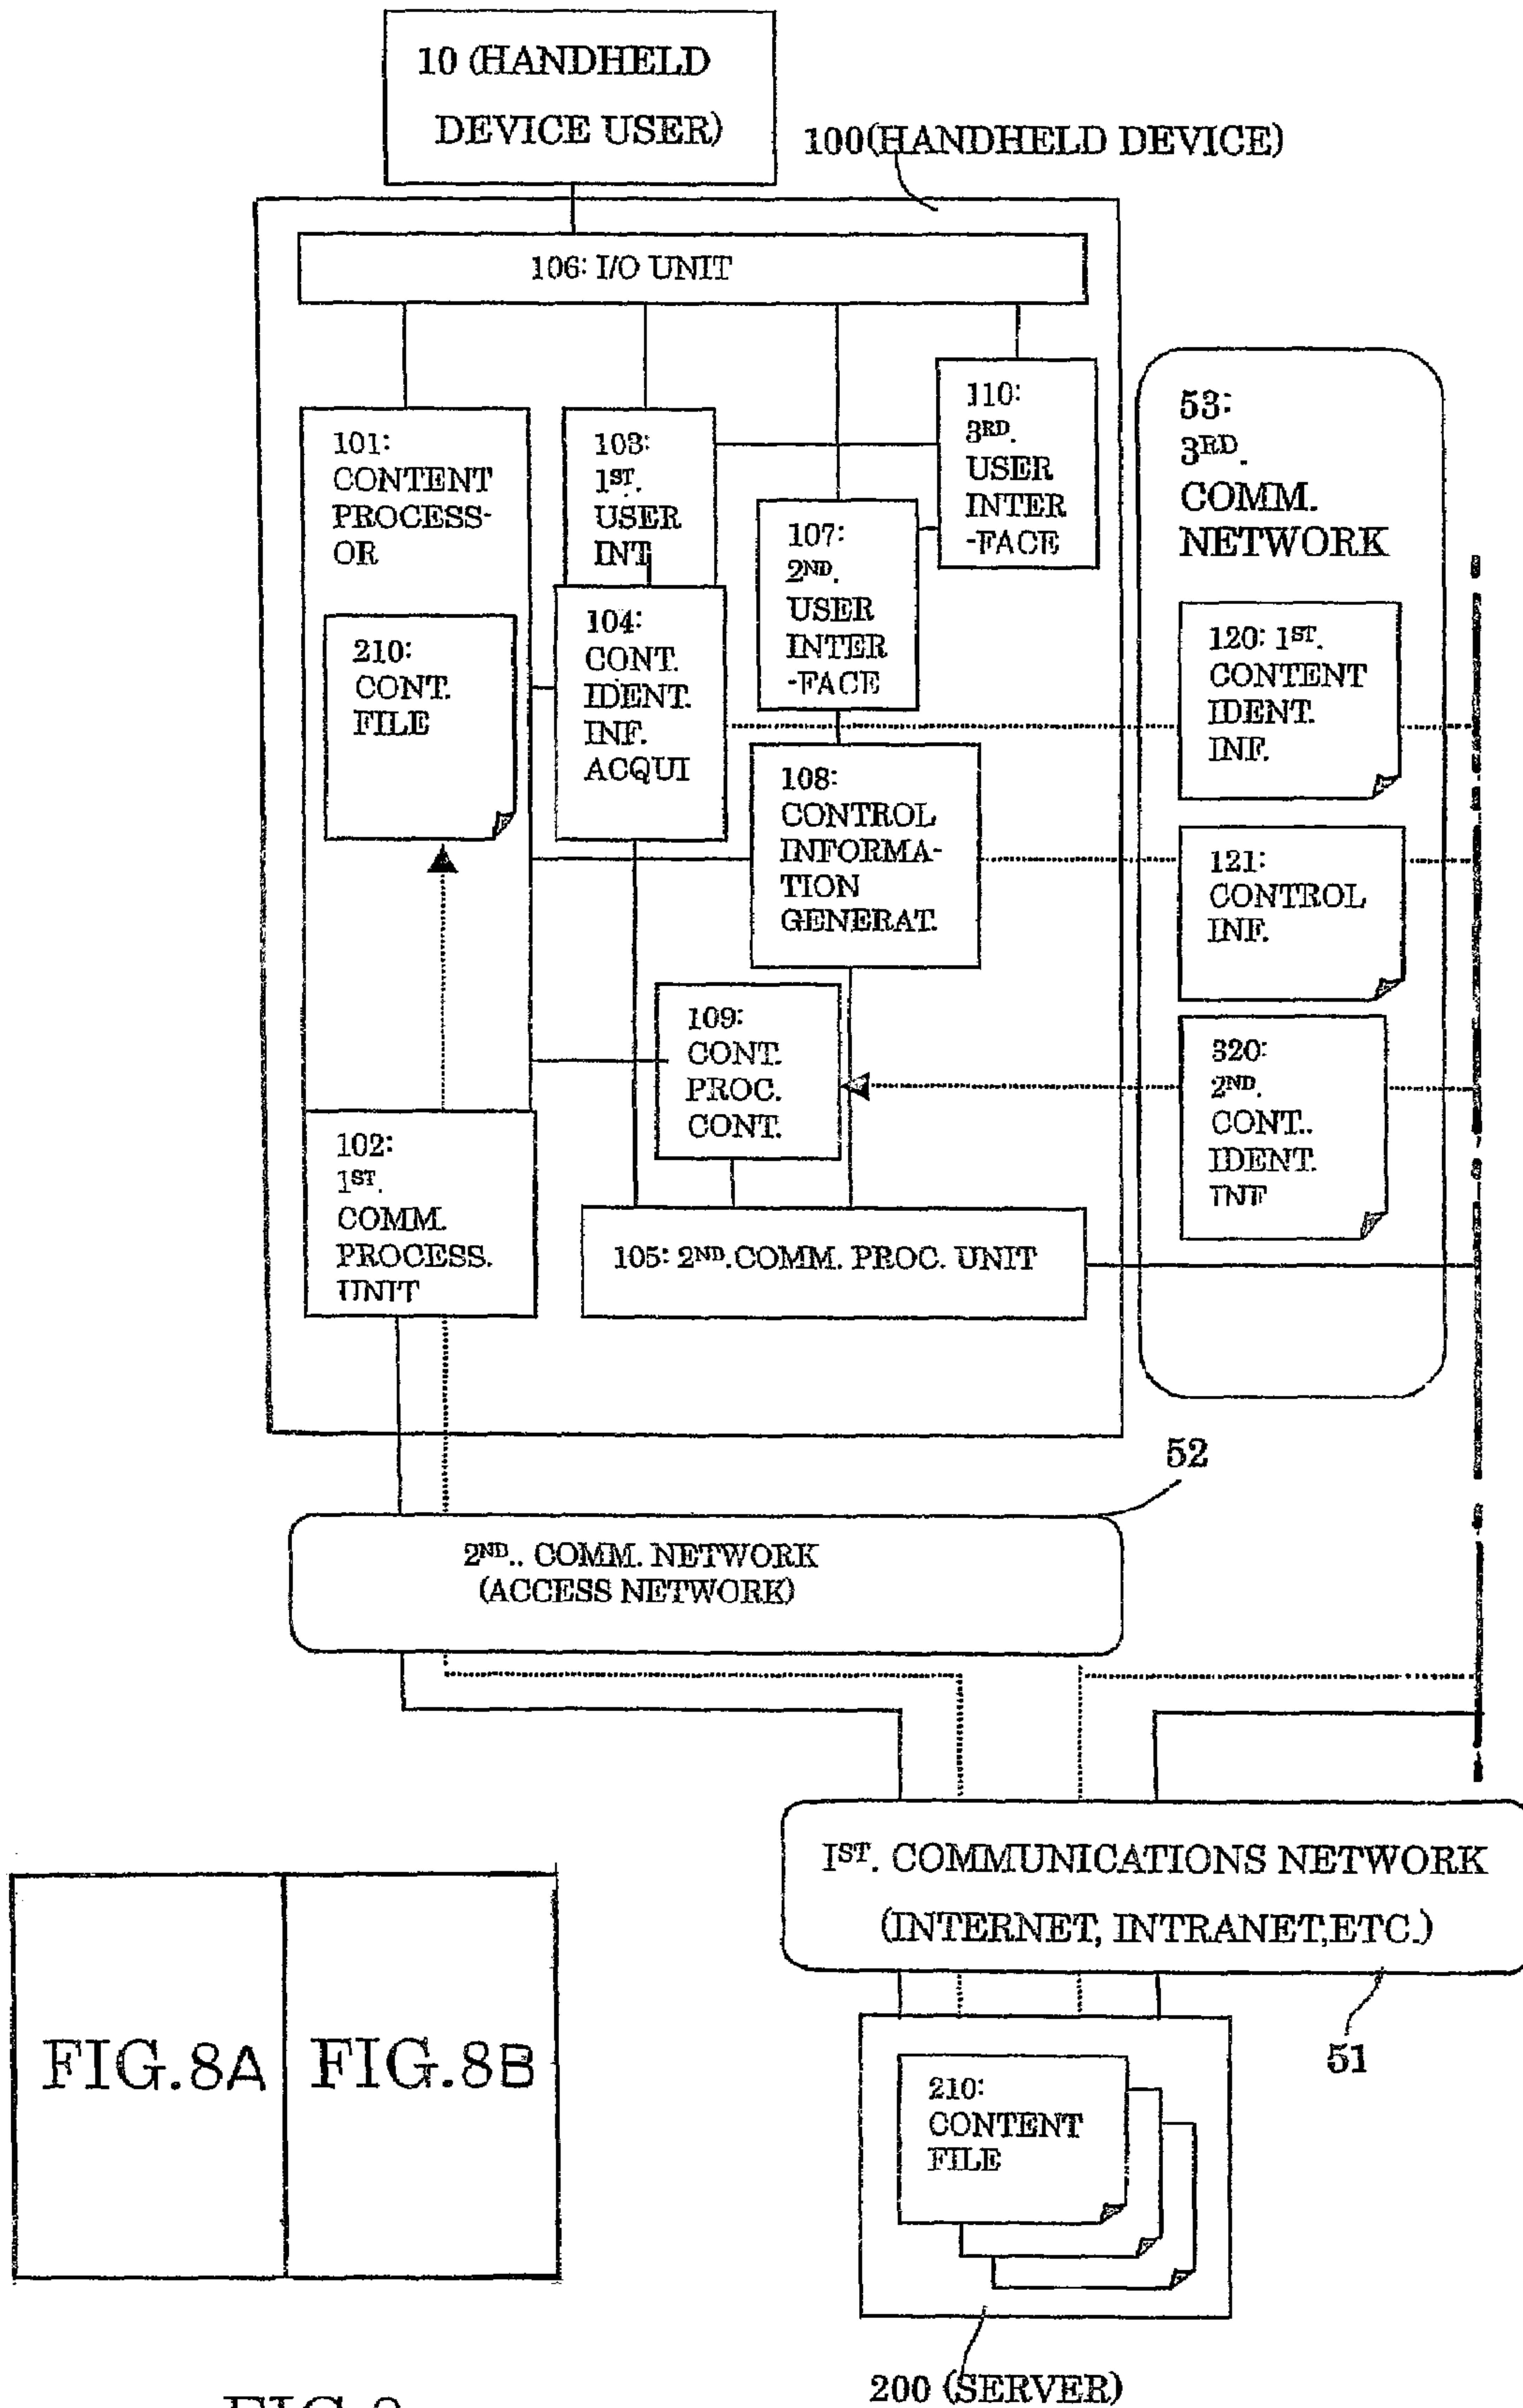 10 (HANDHELD
DEVICE USER)
100(HANDHELD DEVICE)
106: I/O UNIT
101:
CONTENT
PROCESS-
OR
103:
1ST.
USER
INT
110:
3RD.
USER
INTER
-FACE
107:
2ND.
USER
INTER
-FACE
53:
3RD.
COMM.
NETWORK
210:
CONT.
FILE
104:
CONT.
IDENT.
INF.
ACQUI
120: 1ST.
CONTENT
IDENT.
INF.
108:
CONTROL
INFORMA-
TION
GENERAT.
121:
CONTROL
INF.
109:
CONT.
PROC.
CONT.
320:
2ND.
CONT..
IDENT.
INF
102:
1ST.
COMM.
PROCESS.
UNIT
105: 2ND.COMM. PROC. UNIT
52
2ND.. COMM. NETWORK
(ACCESS NETWORK)
1ST. COMMUNICATIONS NETWORK
(INTERNET, INTRANET,ETC.)
51
FIG.8A
FIG.8B
210:
CONTENT
FILE
200 (SERVER)